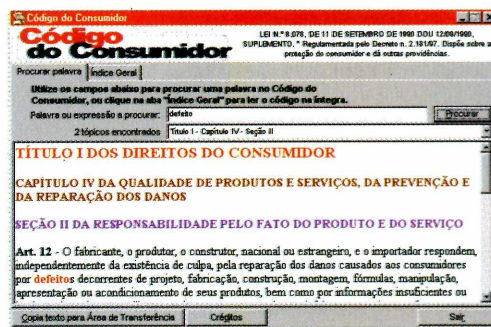 Código do Consumidor
Código
do Consumidor
LEI N.º 8.078, DE 11 DE SETEMBRO DE 1990 DOU 12/09/1990,
SUPLEMENTO. * Regulamentada pelo Decreto n. 2.181/97. Dispõe sobre a
proteção do consumidor e dá outras providências.
Procurar palavra Índice Geral
Utilize os campos abaixo para procurar uma palavra no Código do
Consumidor, ou clique na aba "Índice Geral" para ler o código na íntegra.
Palavra ou expressão a procurar: defeito Procurar
2 tópicos encontrados Título I - Capítulo IV - Seção II
TÍTULO I DOS DIREITOS DO CONSUMIDOR
CAPÍTULO IV DA QUALIDADE DE PRODUTOS E SERVIÇOS, DA PREVENÇÃO E
DA REPARAÇÃO DOS DANOS
SEÇÃO II DA RESPONSABILIDADE PELO FATO DO PRODUTO E DO SERVIÇO
Art. 12 - O fabricante, o produtor, o construtor, nacional ou estrangeiro, e o importador respondem,
independentemente da existência de culpa, pela reparação dos danos causados aos consumidores
por defeitos decorrentes de projeto, fabricação, construção, montagem, fórmulas, manipulação,
apresentação ou acondicionamento de seus produtos, bem como por informações insuficientes ou
Copia texto para Área de Transferência Créditos Sair